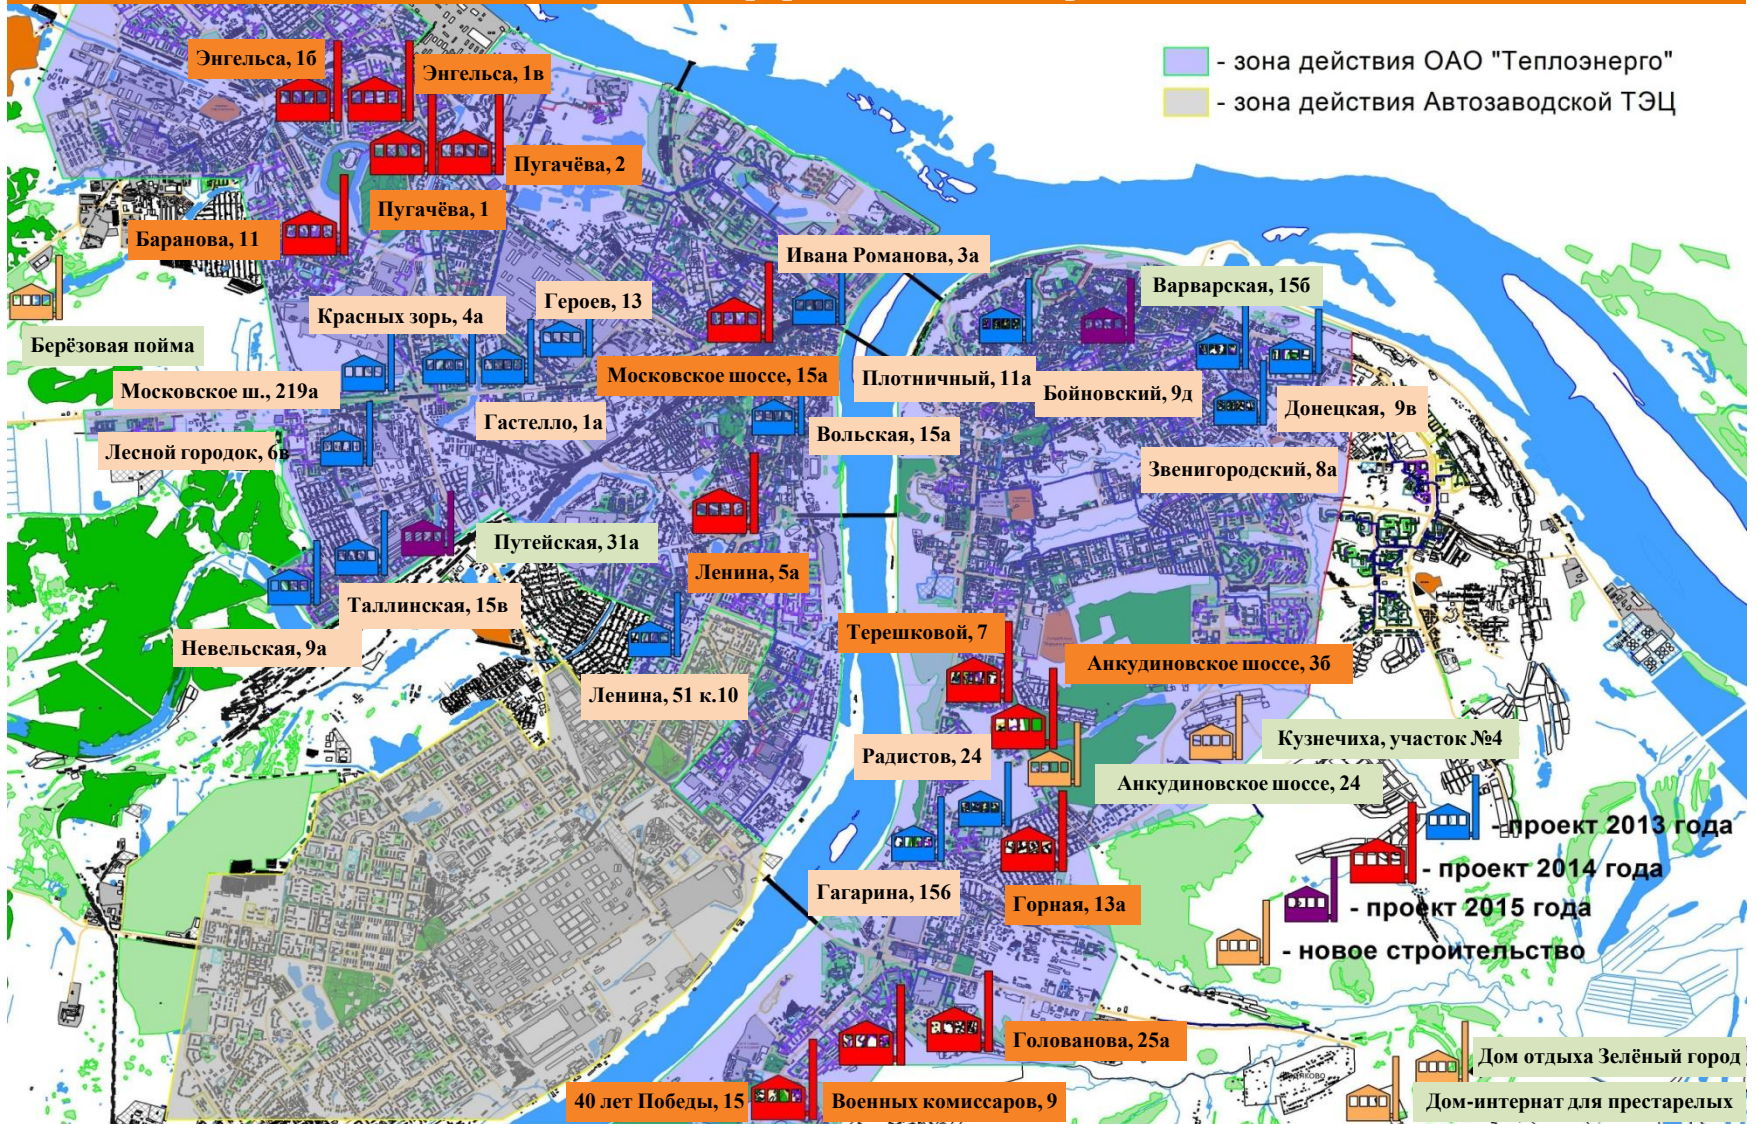 - зона действия ОАО "Теплоэнерго"
- зона действия Автозаводской ТЭЦ
Энгельса, 1б
Энгельса, 1в
Пугачёва, 2
Пугачёва, 1
Баранова, 11
Ивана Романова, 3а
Варварская, 15б
Героев, 13
Красных зорь, 4а
Берёзовая пойма
Московское шоссе, 15а
Плотничный, 11а
Бойновский, 9д
Московское ш., 219а
Донецкая, 9в
Гастелло, 1а
Вольская, 15а
Лесной городок, 6в
Звенигородский, 8а
Путейская, 31а
Ленина, 5а
Таллинская, 15в
Терешковой, 7
Невельская, 9а
Анкудиновское шоссе, 3б
Ленина, 51 к.10
Кузнечиха, участок №4
Радистов, 24
Анкудиновское шоссе, 24
- проект 2013 года
- проект 2014 года
Гагарина, 156
Горная, 13а
- проект 2015 года
- новое строительство
Голованова, 25а
Дом отдыха Зелёный город
40 лет Победы, 15
Военных комиссаров, 9
Дом-интернат для престарелых